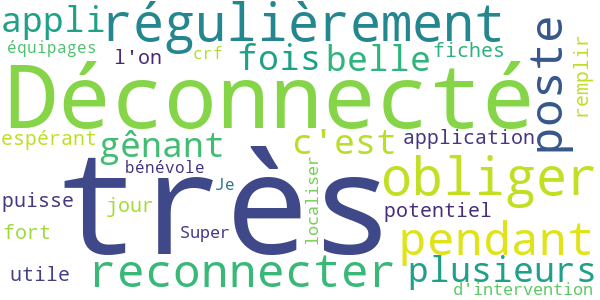 appli
régulièrement
équipages
l'on
crf
fois
belle
fiches
poste
remplir
Déconnecté
espérant
gênant
c'est
application
très
bénévole
obliger
puisse
jour
Je
localiser
potentiel
fort
Super
pendant
utile
reconnecter
plusieurs
d'intervention